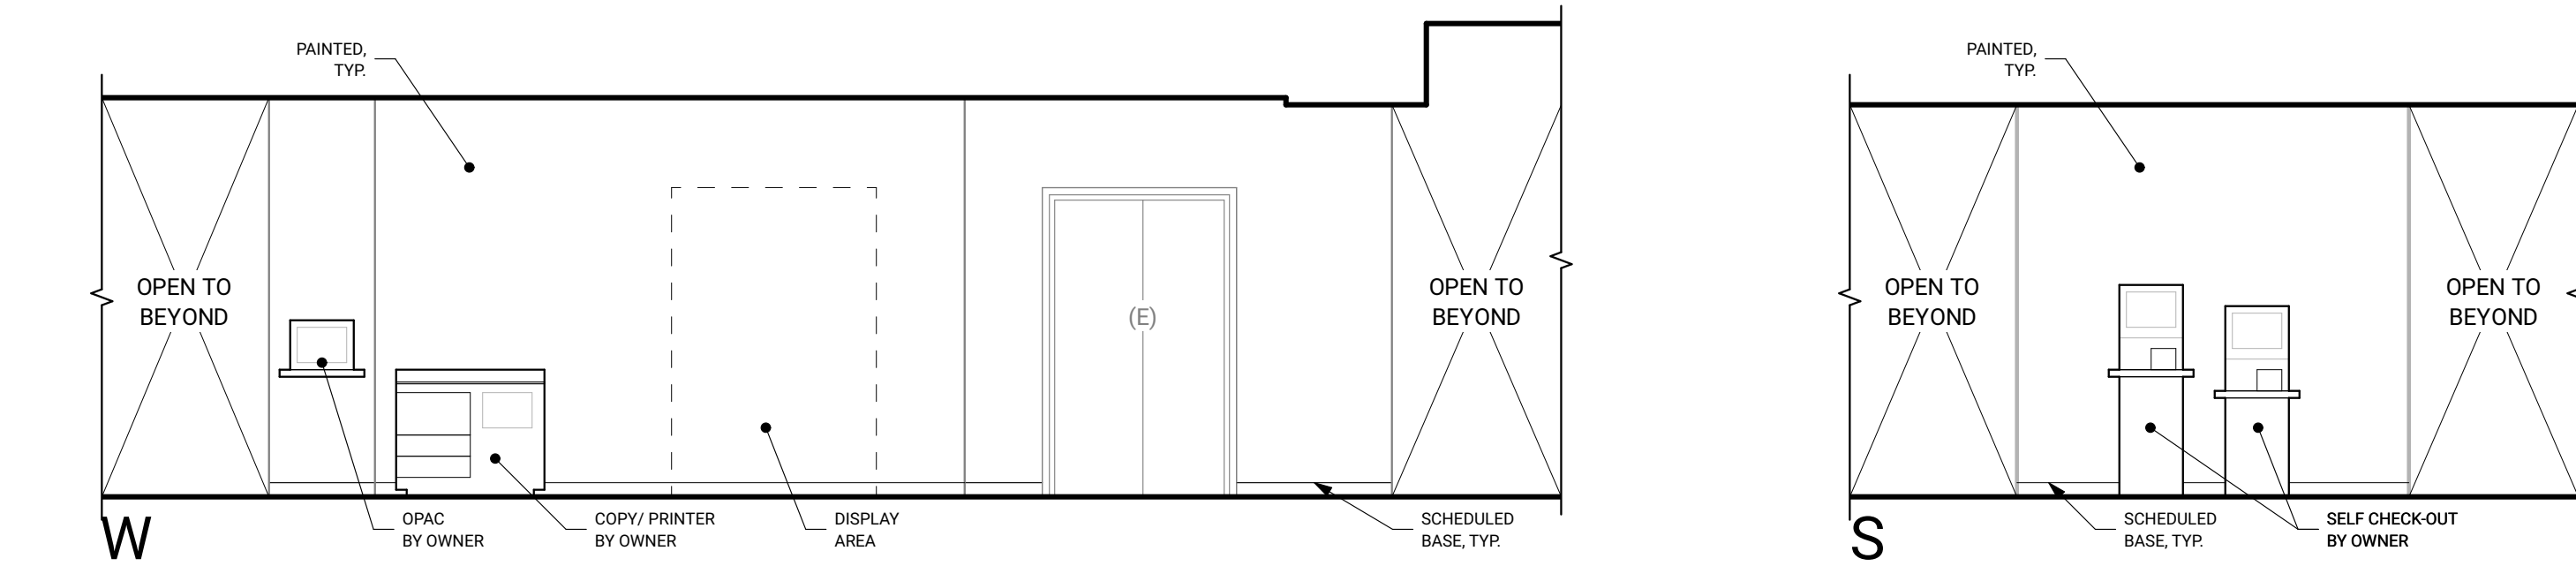 PAINTED,
TYP.
OPEN TO
BEYOND
(E)
OPEN TO
BEYOND
OPAC
BY OWNER
COPY/ PRINTER
BY OWNER
DISPLAY
AREA
SCHEDULED
BASE, TYP.
W
PAINTED,
TYP.
OPEN TO
BEYOND
OPEN TO
BEYOND
SCHEDULED
BASE, TYP.
SELF CHECK-OUT
BY OWNER
S